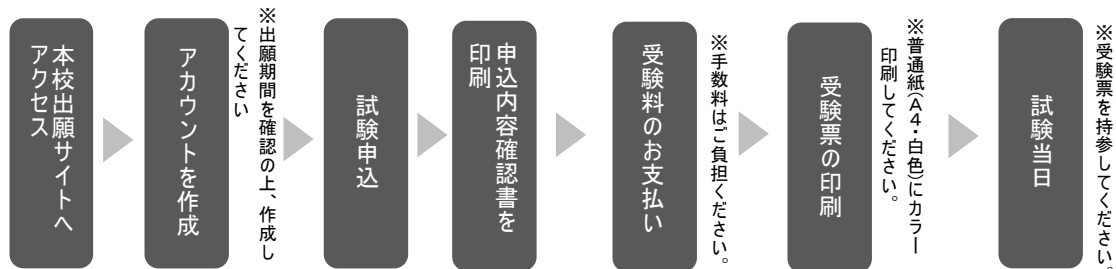 本校出願サイトへ
アクセス
アカウントを作成
※出願期間を確認の上、作成し
てください
試験申込
申込内容確認書を
印刷
受験料のお支払い
※手数料はご負担ください。
受験票の印刷
※普通紙(A4・白色)にカラー
印刷してください。
試験当日
※受験票を持参してください。